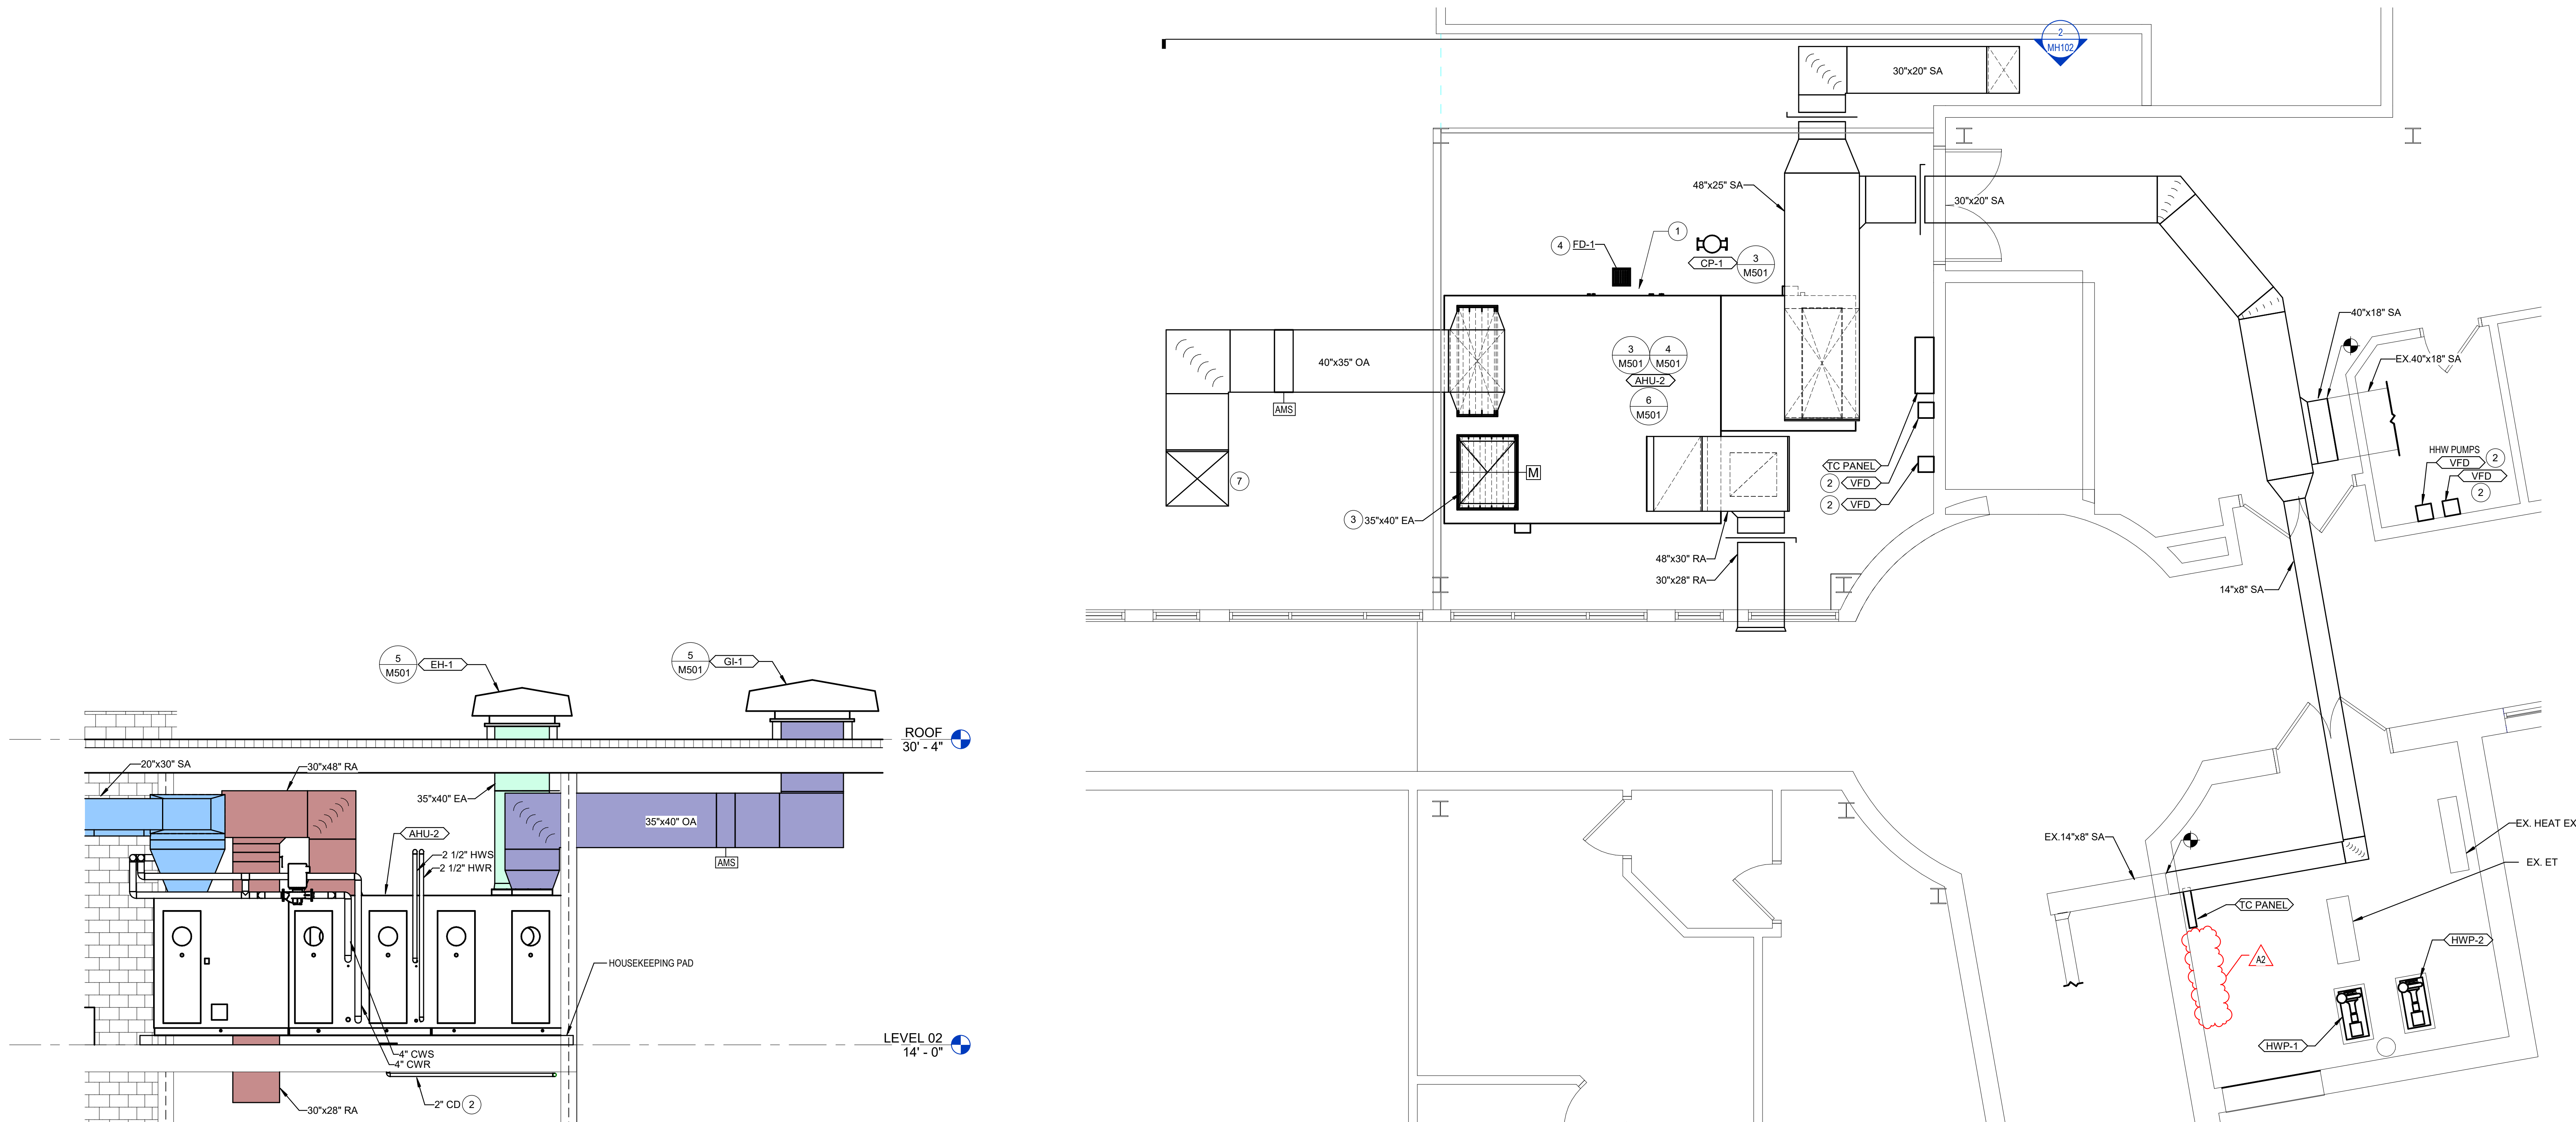 5
M501
EH-1
5
M501
GI-1
ROOF
30' - 4"
20"x30" SA
30"x48" RA
35"x40" EA
35"x40" OA
AHU-2
AMS
2 1/2" HWS
2 1/2" HWR
HOUSEKEEPING PAD
LEVEL 02
14' - 0"
4" CWS
4" CWR
2" CD
2
30"x28" RA
2
MH102
30"x20" SA
48"x25" SA
30"x20" SA
1
4
FD-1
CP-1
3
M501
40"x35" OA
AMS
3
M501
4
M501
AHU-2
6
M501
7
M
3
35"x40" EA
TC PANEL
2
VFD
2
VFD
48"x30" RA
30"x28" RA
40"x18" SA
EX.40"x18" SA
HHW PUMPS
VFD
2
VFD
2
14"x8" SA
EX.14"x8" SA
EX. HEAT EX
EX. ET
TC PANEL
A2
HWP-2
HWP-1